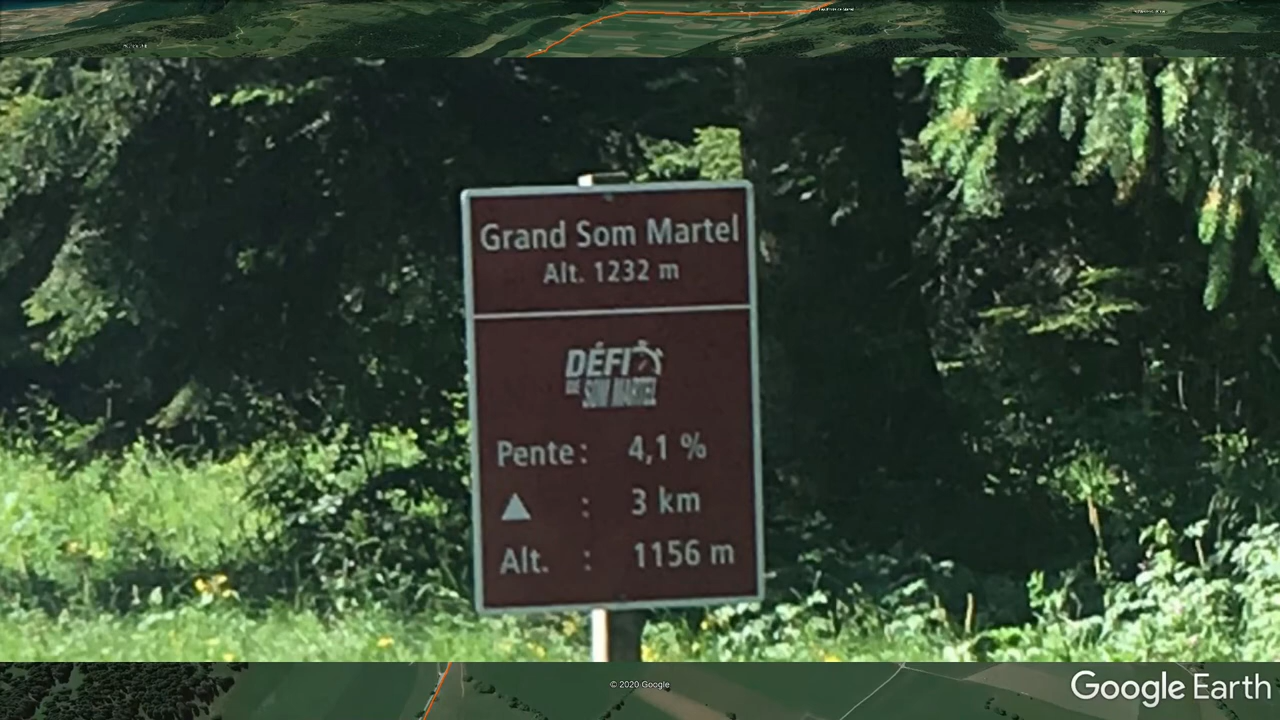 Grand Som Martel
Alt. 1232 m
DÉFI
SOM MARTEL
Pente: 4,1 %
▲ : 3 km
Alt. : 1156 m
© 2020 Google
Google Earth